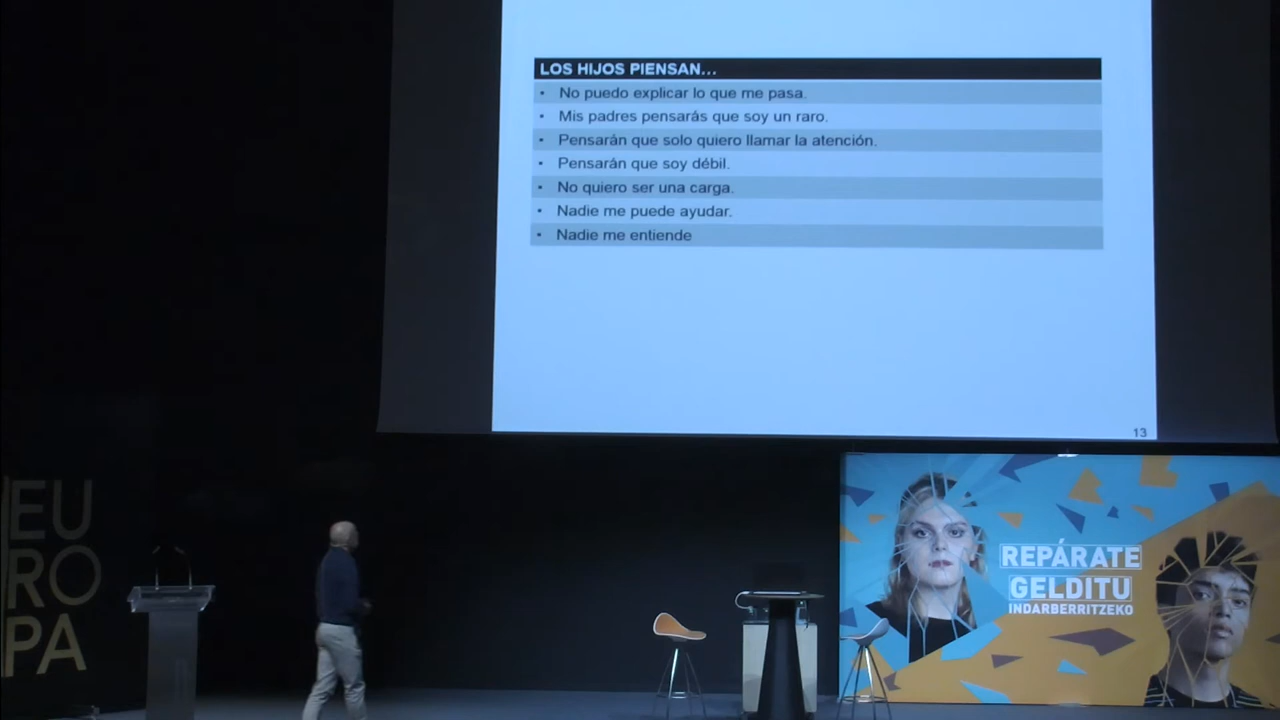 LOS HIJOS PIENSAN...
• No puedo explicar lo que me pasa.
• Mis padres pensarás que soy un raro.
• Pensarán que solo quiero llamar la atención.
• Pensarán que soy débil.
• No quiero ser una carga.
• Nadie me puede ayudar.
• Nadie me entiende
13
EU
RO
PA
REPÁRATE
GELDITU
INDARBERRITZEKO